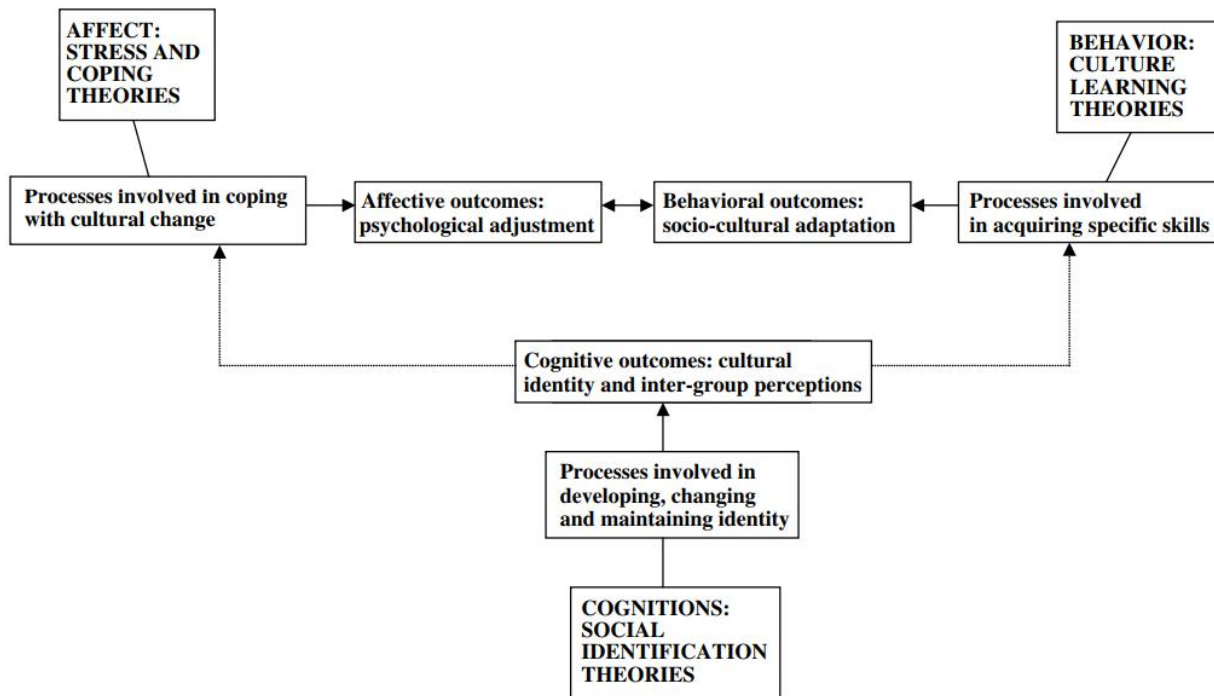 AFFECT:
STRESS AND
COPING
THEORIES
BEHAVIOR:
CULTURE
LEARNING
THEORIES
Processes involved in coping
with cultural change
Affective outcomes:
psychological adjustment
Behavioral outcomes:
socio-cultural adaptation
Processes involved
in acquiring specific skills
Cognitive outcomes: cultural
identity and inter-group perceptions
Processes involved in
developing, changing
and maintaining identity
COGNITIONS:
SOCIAL
IDENTIFICATION
THEORIES